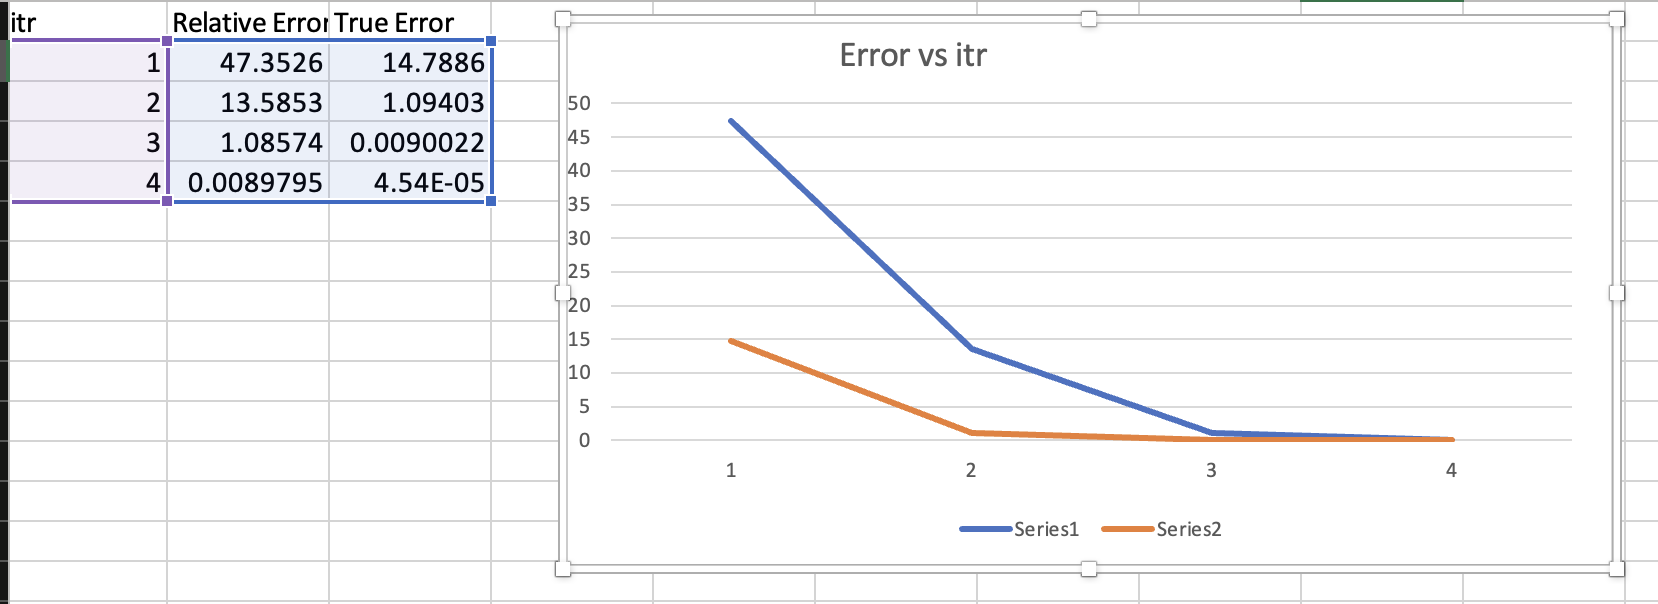 itr Relative Error True Error
1 47.3526 14.7886
2 13.5853 1.09403
3 1.08574 0.0090022
4 0.0089795 4.54E-05
Error vs itr
50
45
40
35
30
25
20
15
10
5
0
1 2 3 4
Series1 Series2